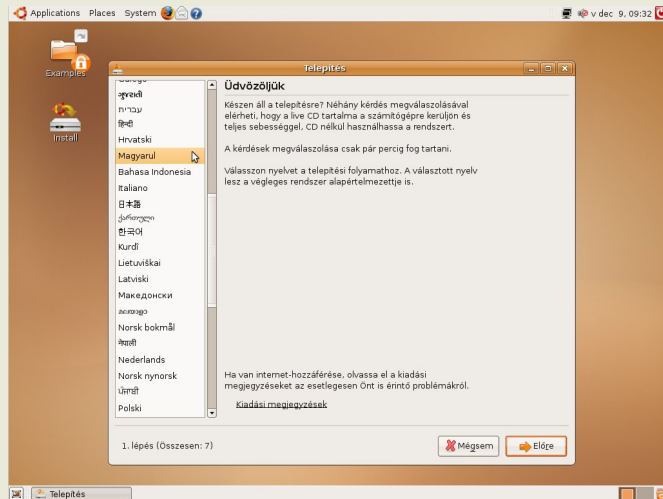 Applications Places System
v dec 9, 09:32
Examples
Install
Telepítés
ગુજરાતી
עברית
हिन्दी
Hrvatski
Magyarul
Bahasa Indonesia
Italiano
日本語
ქართული
한국어
Kurdî
Lietuviškai
Latviski
Македонски
മലയാളം
Norsk bokmål
नेपाली
Nederlands
Norsk nynorsk
ਪੰਜਾਬੀ
Polski
Üdvözöljük
Készen áll a telepítésre? Néhány kérdés megválaszolásával
elérheti, hogy a live CD tartalma a számítógépre kerüljön és
teljes sebességgel, CD nélkül használhassa a rendszert.
A kérdések megválaszolása csak pár percig fog tartani.
Válasszon nyelvet a telepítési folyamathoz. A választott nyelv
lesz a végleges rendszer alapértelmezettje is.
Ha van internet-hozzáférése, olvassa el a kiadási
megjegyzéseket az esetlegesen Önt is érintő problémákról.
Kiadási megjegyzések
1. lépés (Összesen: 7)
Mégsem
Előre
Telepítés